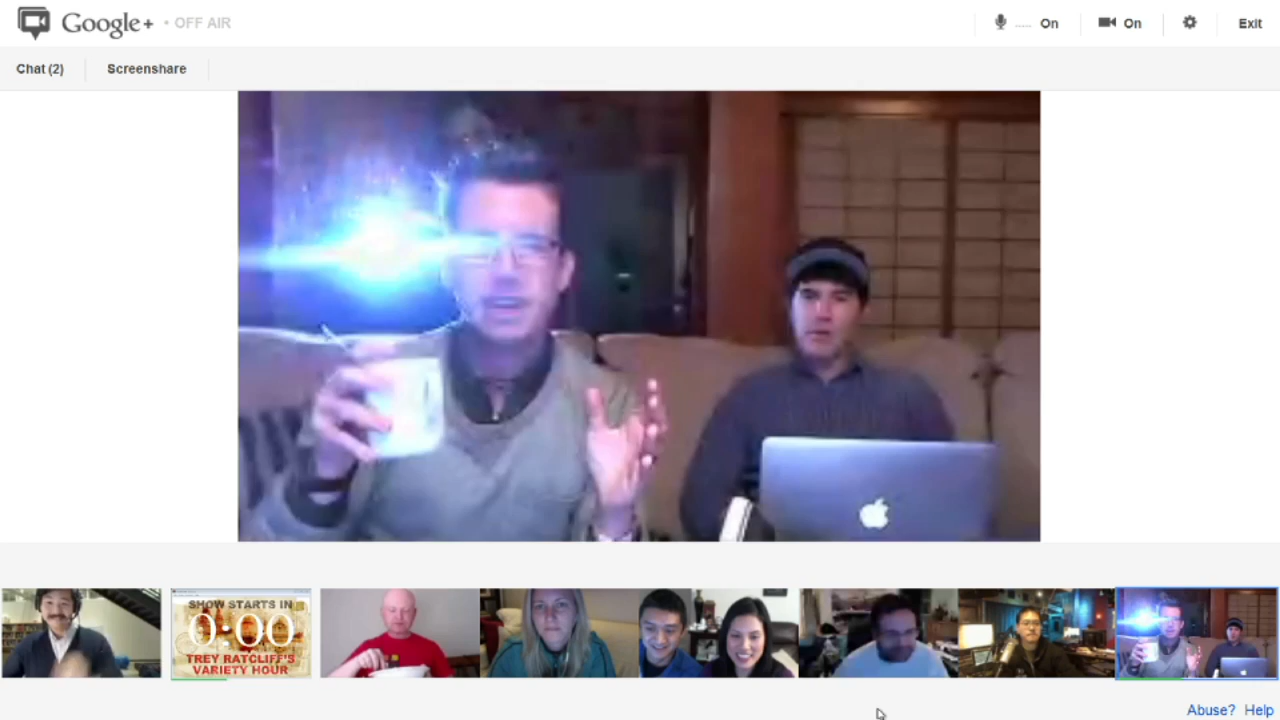 Google+ • OFF AIR
..... On
On
Exit
Chat (2)
Screenshare
SHOW STARTS IN
0:00
TREY RATCLIFF'S
VARIETY HOUR
Abuse? Help